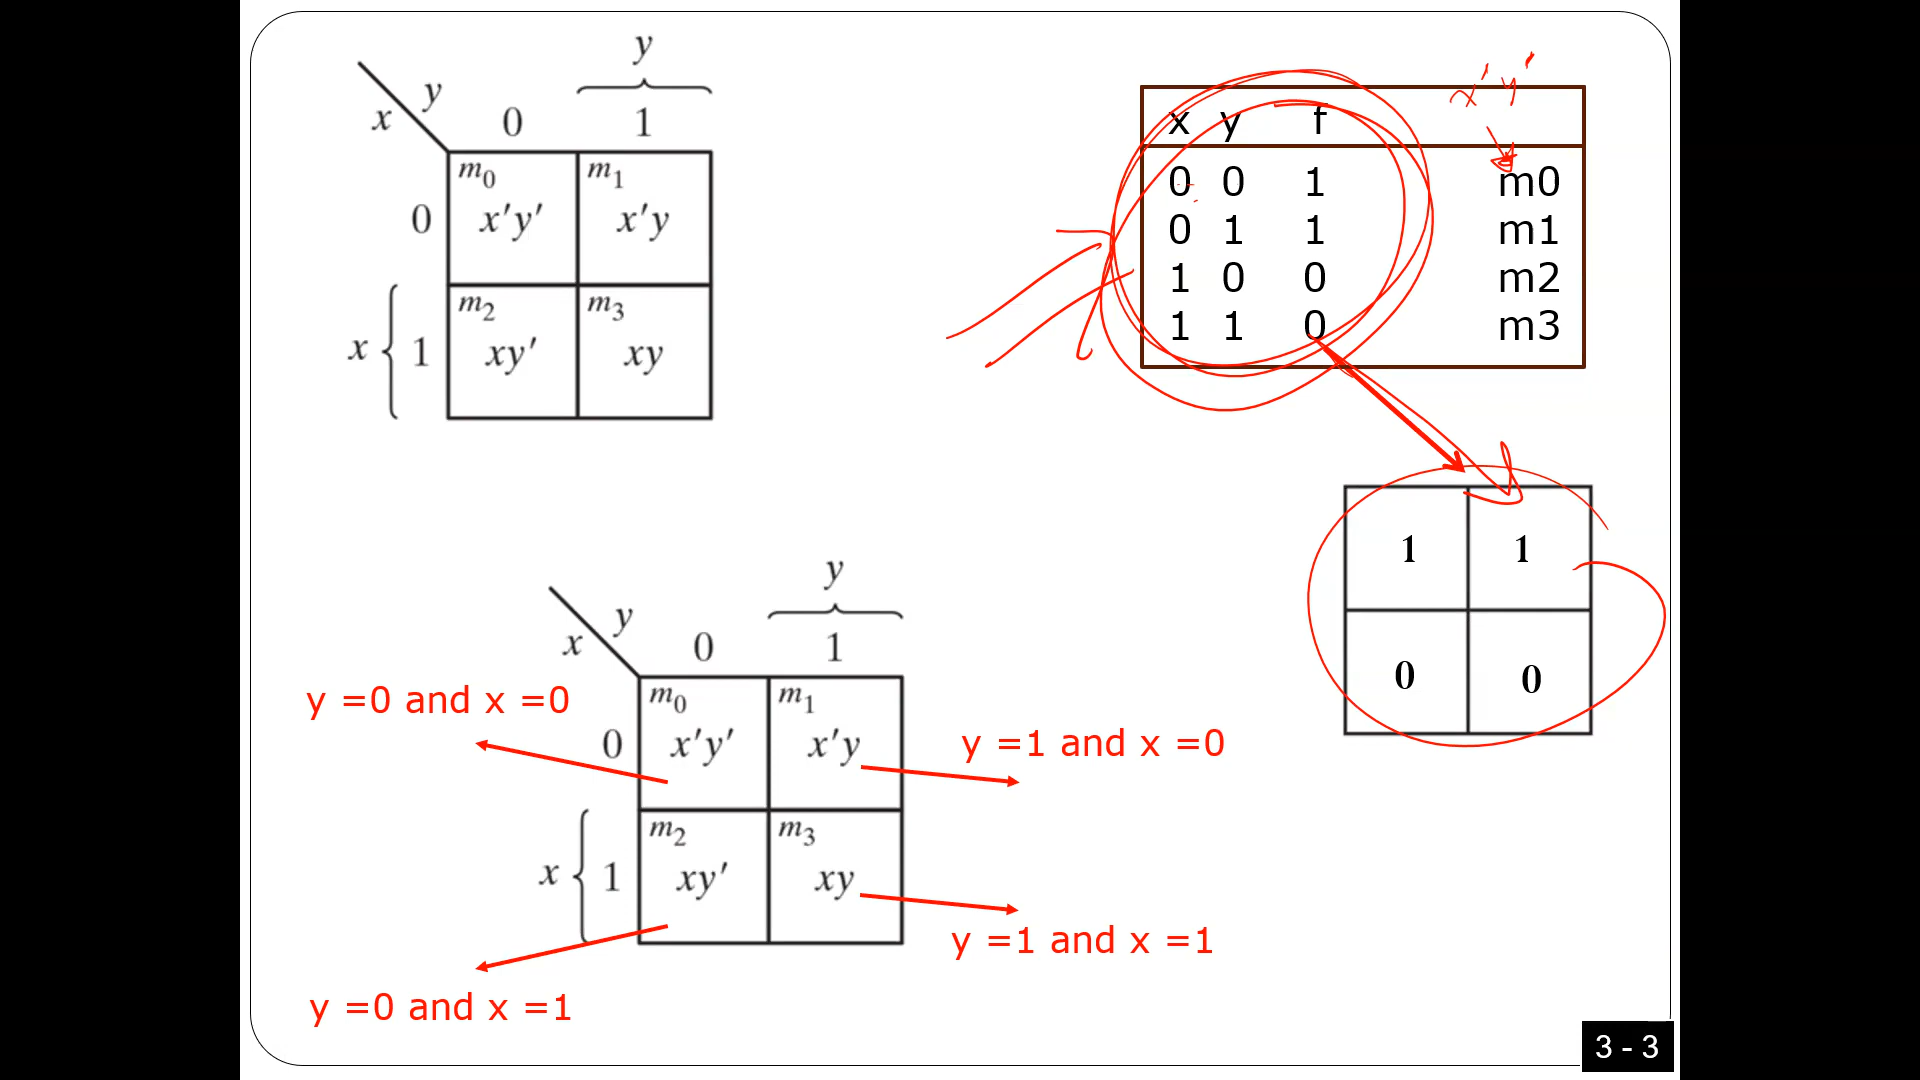 y
x y 0 1
m0 m1
0 x′y′ x′y
m2 m3
x { 1 xy′ xy
x′ y′
x y f
0 0 1 m0
0 1 1 m1
1 0 0 m2
1 1 0 m3
1 1
0 0
y
x y 0 1
y =0 and x =0
m0 m1
0 x′y′ x′y
y =1 and x =0
m2 m3
x { 1 xy′ xy
y =1 and x =1
y =0 and x =1
3 - 3